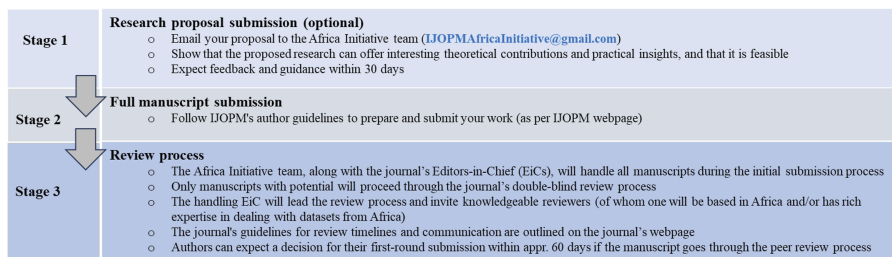 Stage 1
Research proposal submission (optional)
o Email your proposal to the Africa Initiative team (IJOPMAfricaInitiative@gmail.com)
o Show that the proposed research can offer interesting theoretical contributions and practical insights, and that it is feasible
o Expect feedback and guidance within 30 days
Stage 2
Full manuscript submission
o Follow IJOPM's author guidelines to prepare and submit your work (as per IJOPM webpage)
Stage 3
Review process
o The Africa Initiative team, along with the journal's Editors-in-Chief (EiCs), will handle all manuscripts during the initial submission process
o Only manuscripts with potential will proceed through the journal's double-blind review process
o The handling EiC will lead the review process and invite knowledgeable reviewers (of whom one will be based in Africa and/or has rich
expertise in dealing with datasets from Africa)
o The journal's guidelines for review timelines and communication are outlined on the journal's webpage
o Authors can expect a decision for their first-round submission within appr. 60 days if the manuscript goes through the peer review process